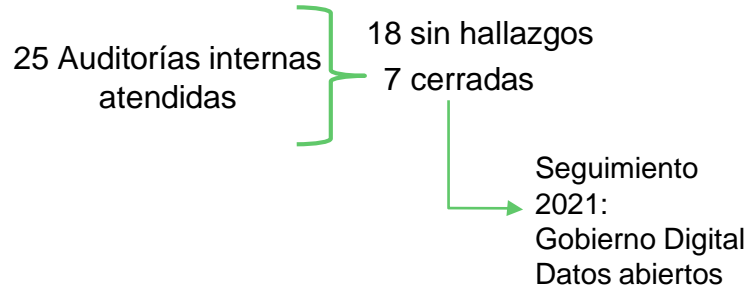 25 Auditorías internas
atendidas
18 sin hallazgos
7 cerradas
Seguimiento
2021:
Gobierno Digital
Datos abiertos